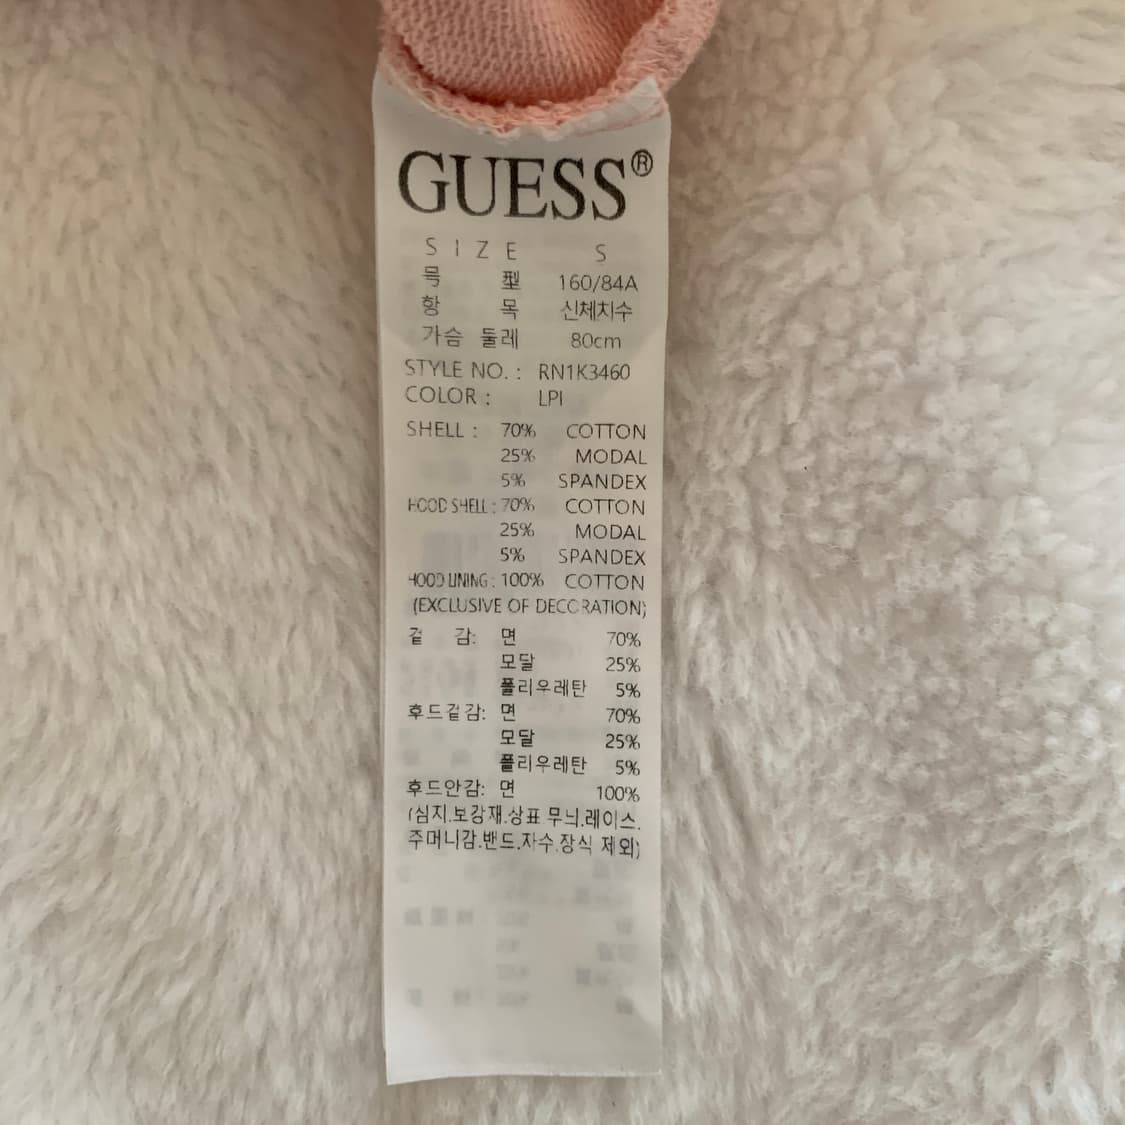 GUESS®
SIZE S
목 型 160/84A
항 목 신체치수
가슴 둘레 80cm
STYLE NO. : RN1K3460
COLOR : LPI
SHELL : 70% COTTON
25% MODAL
5% SPANDEX
HOOD SHELL : 70% COTTON
25% MODAL
5% SPANDEX
HOOD LINING : 100% COTTON
(EXCLUSIVE OF DECORATION)
겉 감: 면 70%
모달 25%
폴리우레탄 5%
후드겉감: 면 70%
모달 25%
폴리우레탄 5%
후드안감: 면 100%
(심지.보강재.상표 무늬.레이스.
주머니감.밴드.자수.장식 제외)